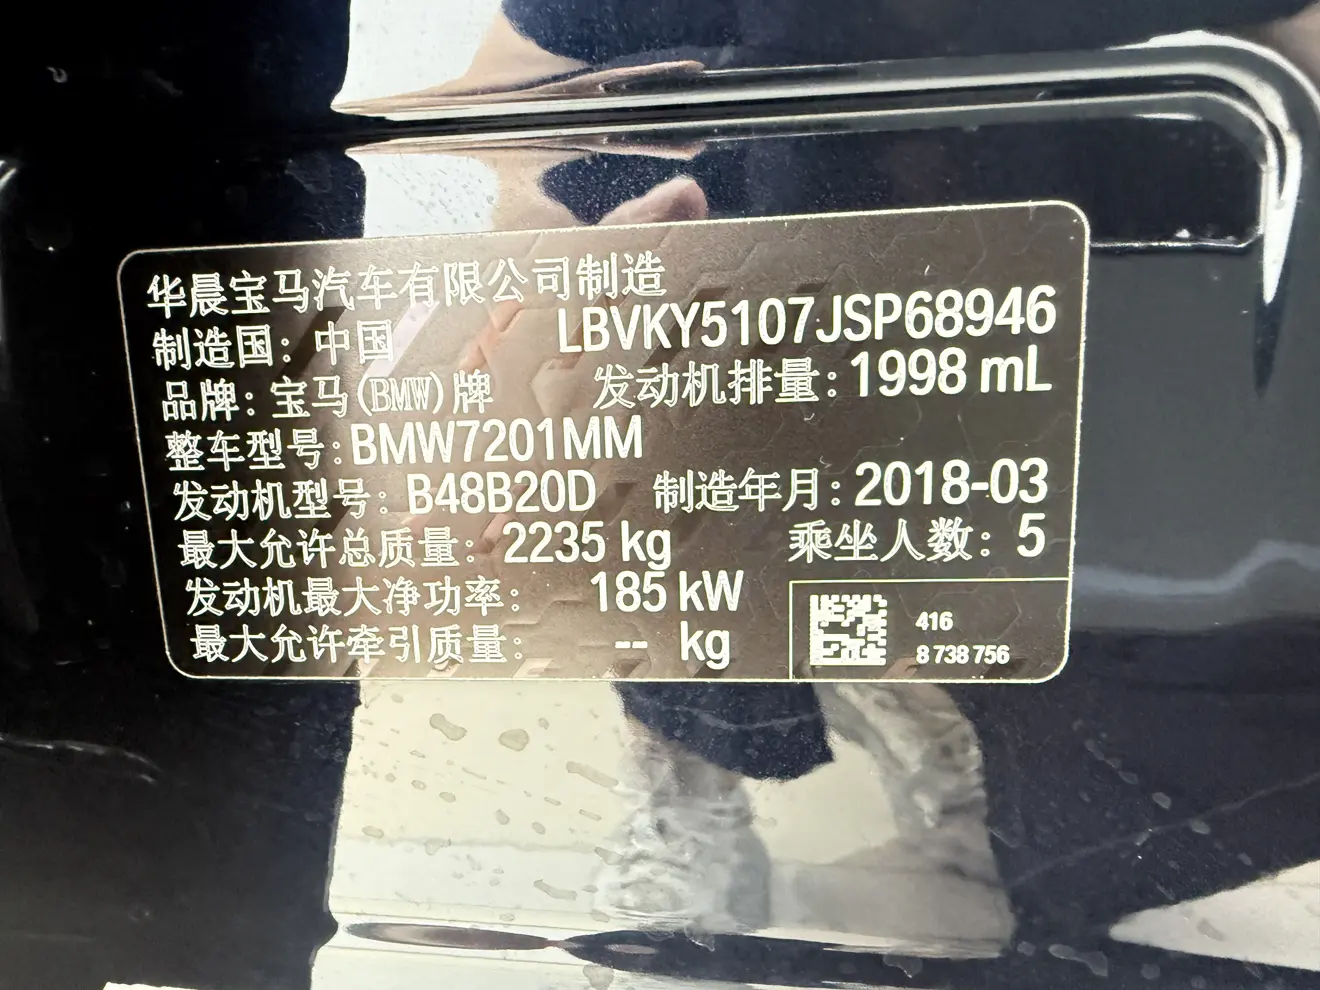 华晨宝马汽车有限公司制造
制造国：中国 LBVKY5107JSP68946
品牌：宝马(BMW)牌 发动机排量：1998 mL
整车型号：BMW7201MM
发动机型号：B48B20D 制造年月：2018-03
最大允许总质量：2235 kg 乘坐人数：5
发动机最大净功率：185 kW
最大允许牵引质量：-- kg
416
8 738 756